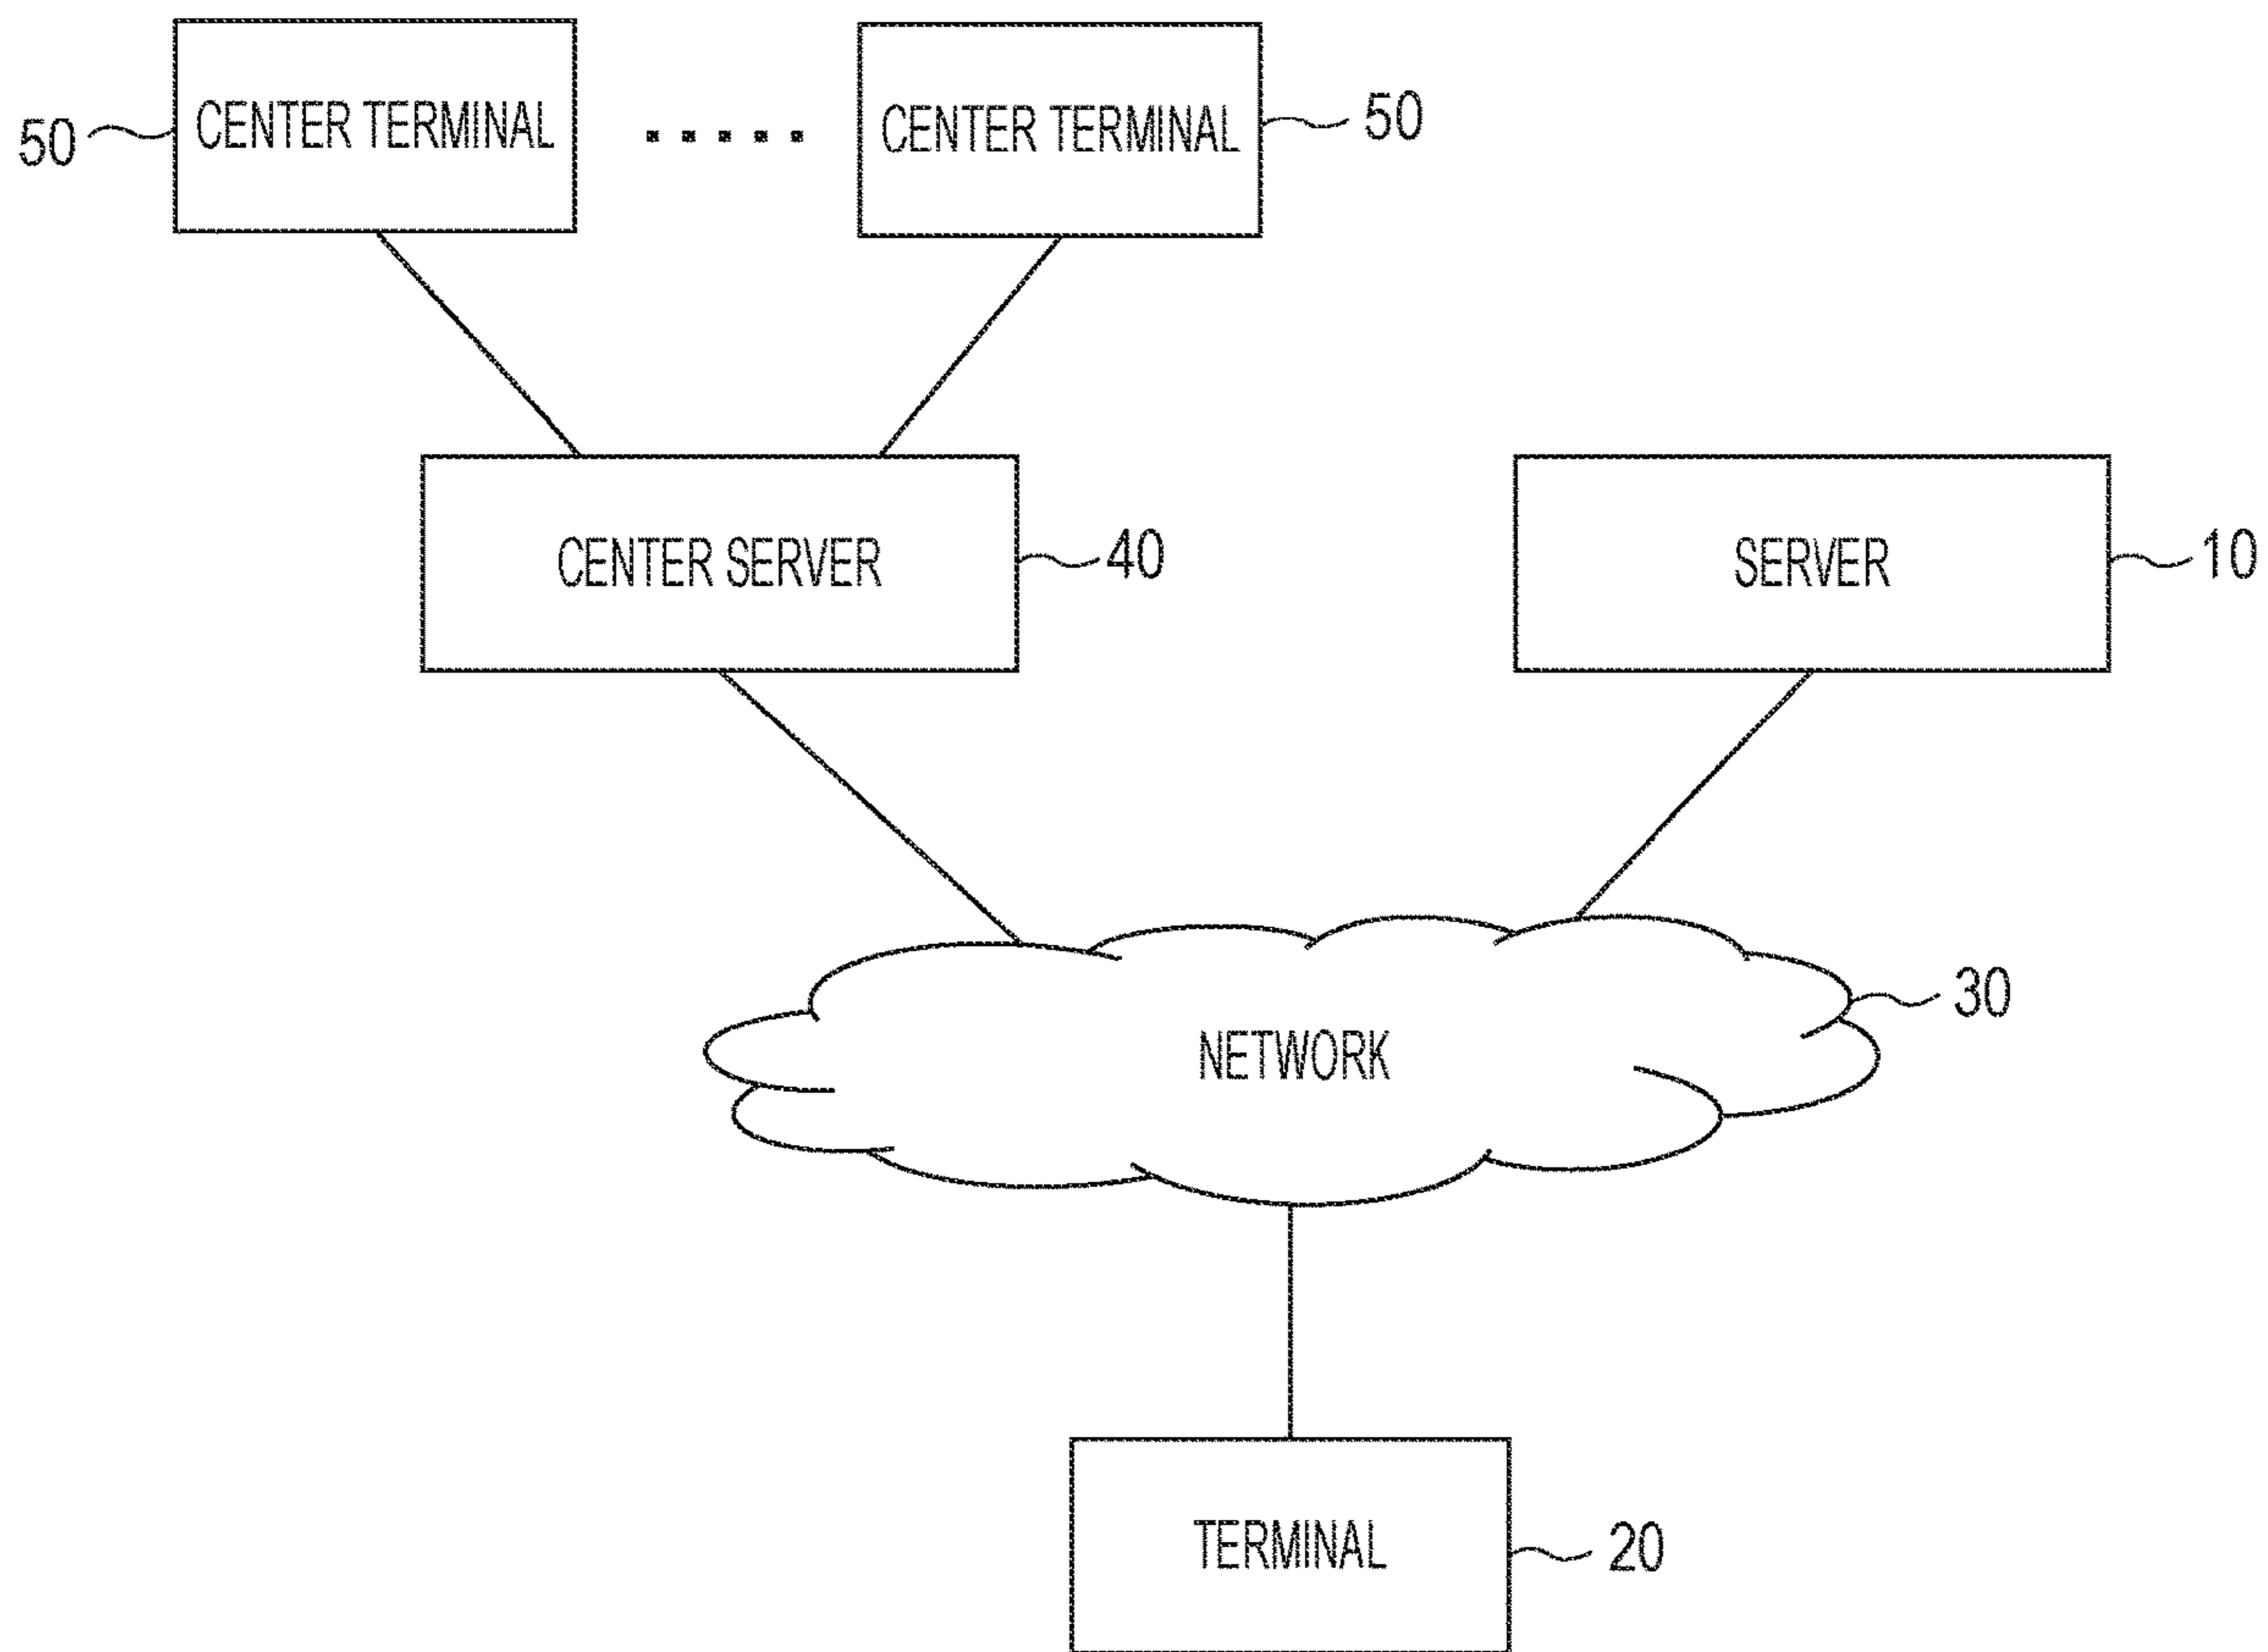 50
CENTER TERMINAL
CENTER TERMINAL
50
CENTER SERVER
40
SERVER
10
NETWORK
30
TERMINAL
20